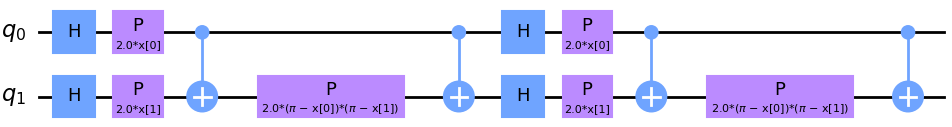 q0 H P 2.0*x[0] H P 2.0*x[0]
q1 H P 2.0*x[1] P 2.0*(π − x[0])*(π − x[1]) H P 2.0*x[1] P 2.0*(π − x[0])*(π − x[1])